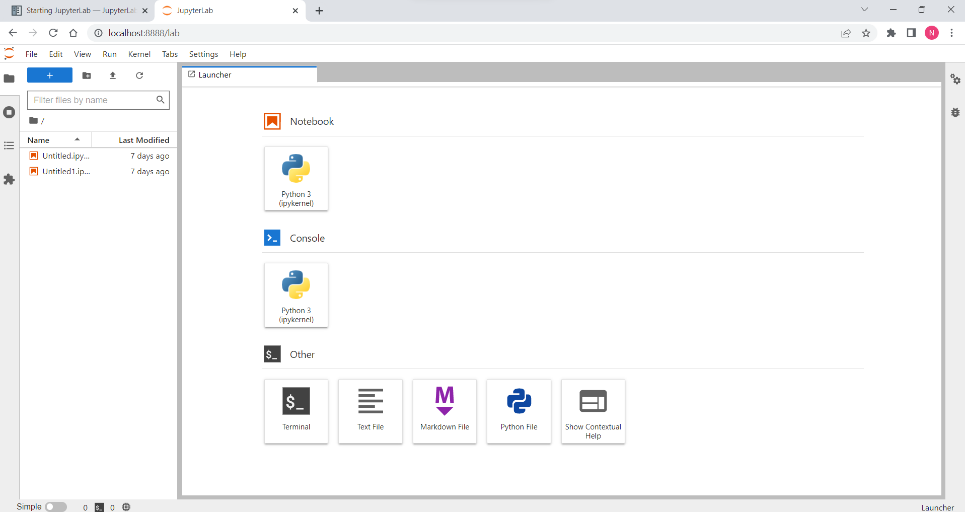 Starting JupyterLab — JupyterLa
JupyterLab
localhost:8888/lab
N
File Edit View Run Kernel Tabs Settings Help
+
Filter files by name
/
Name Last Modified
Untitled.ipy... 7 days ago
Untitled1.ip... 7 days ago
Launcher
Notebook
Python 3
(ipykernel)
Console
Python 3
(ipykernel)
$_ Other
$_
Terminal
Text File
M
Markdown File
Python File
Show Contextual
Help
Simple 0 $_ 0 Launcher